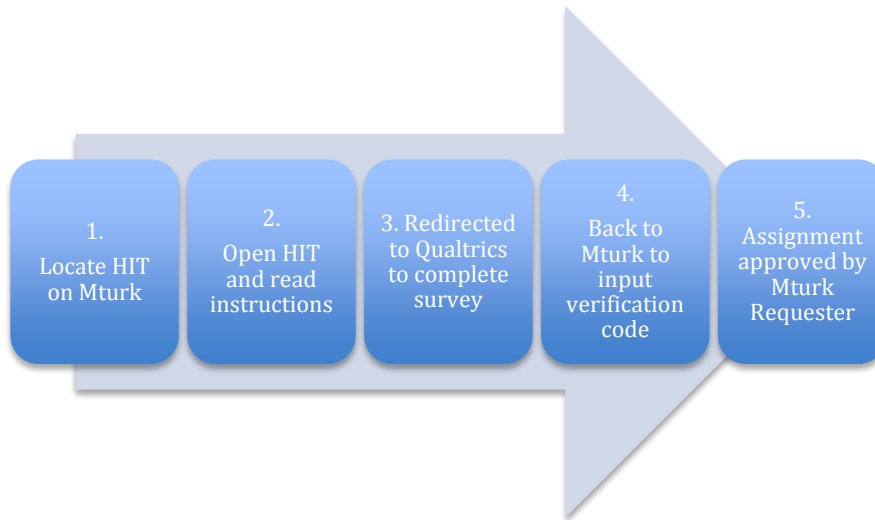 1.
Locate HIT
on Mturk
2.
Open HIT
and read
instructions
3. Redirected
to Qualtrics
to complete
survey
4.
Back to
Mturk to
input
verification
code
5.
Assignment
approved by
Mturk
Requester